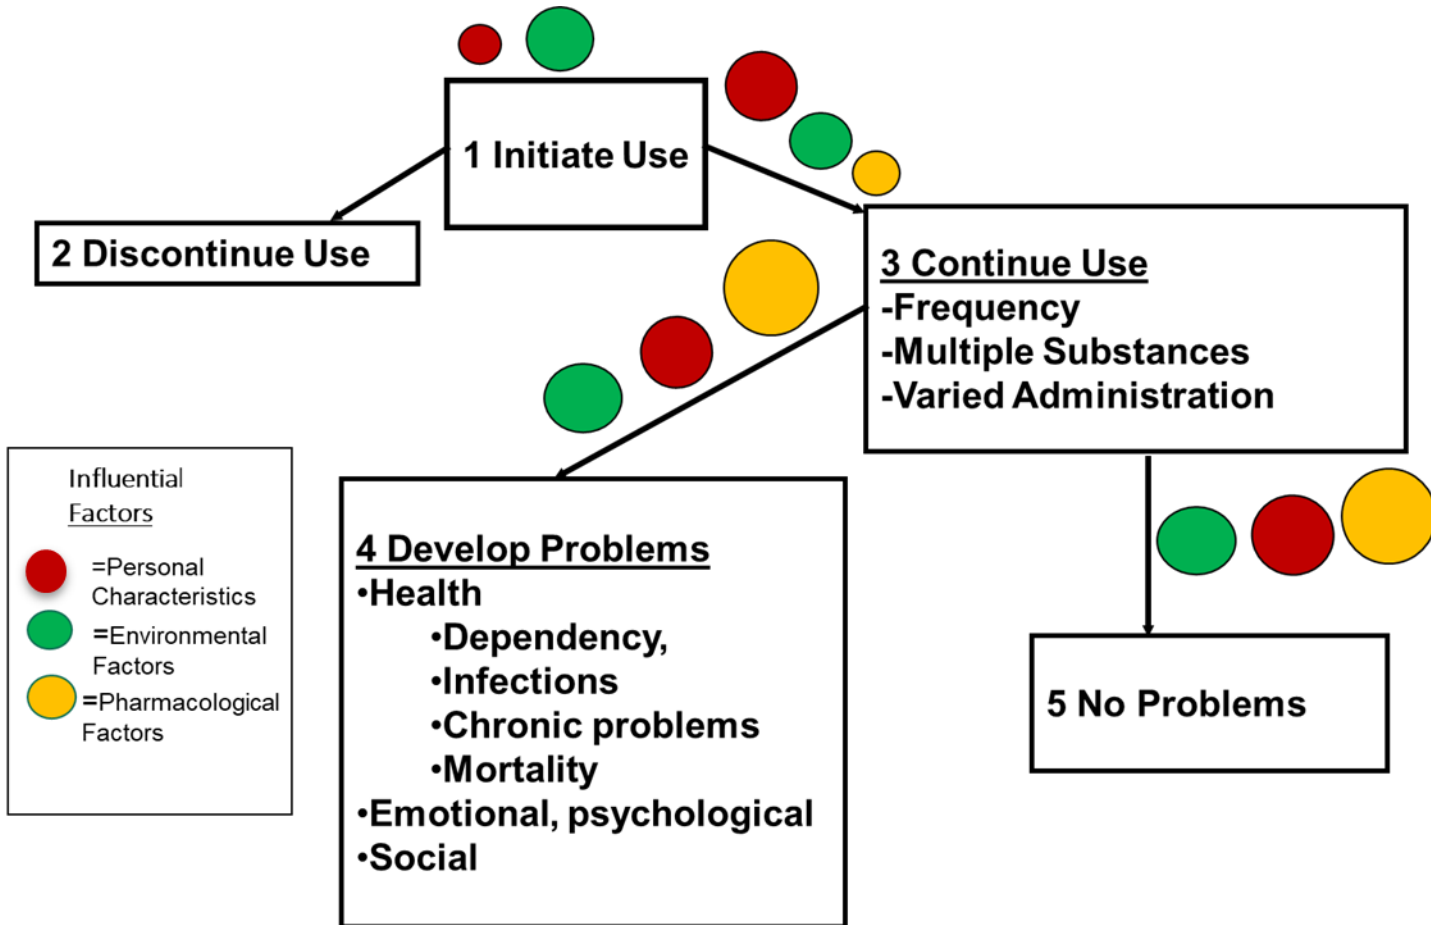 1 Initiate Use
2 Discontinue Use
3 Continue Use
-Frequency
-Multiple Substances
-Varied Administration
Influential
Factors
=Personal
Characteristics
=Environmental
Factors
=Pharmacological
Factors
4 Develop Problems
•Health
•Dependency,
•Infections
•Chronic problems
•Mortality
•Emotional, psychological
•Social
5 No Problems